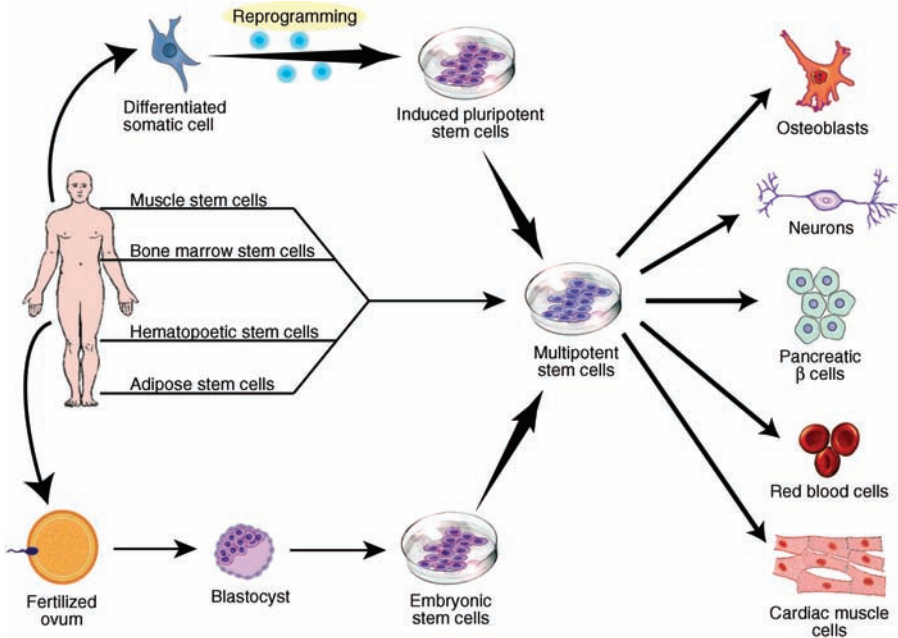 Reprogramming
Differentiated
somatic cell
Induced pluripotent
stem cells
Osteoblasts
Muscle stem cells
Bone marrow stem cells
Hematopoetic stem cells
Adipose stem cells
Multipotent
stem cells
Neurons
Pancreatic
β cells
Red blood cells
Fertilized
ovum
Blastocyst
Embryonic
stem cells
Cardiac muscle
cells